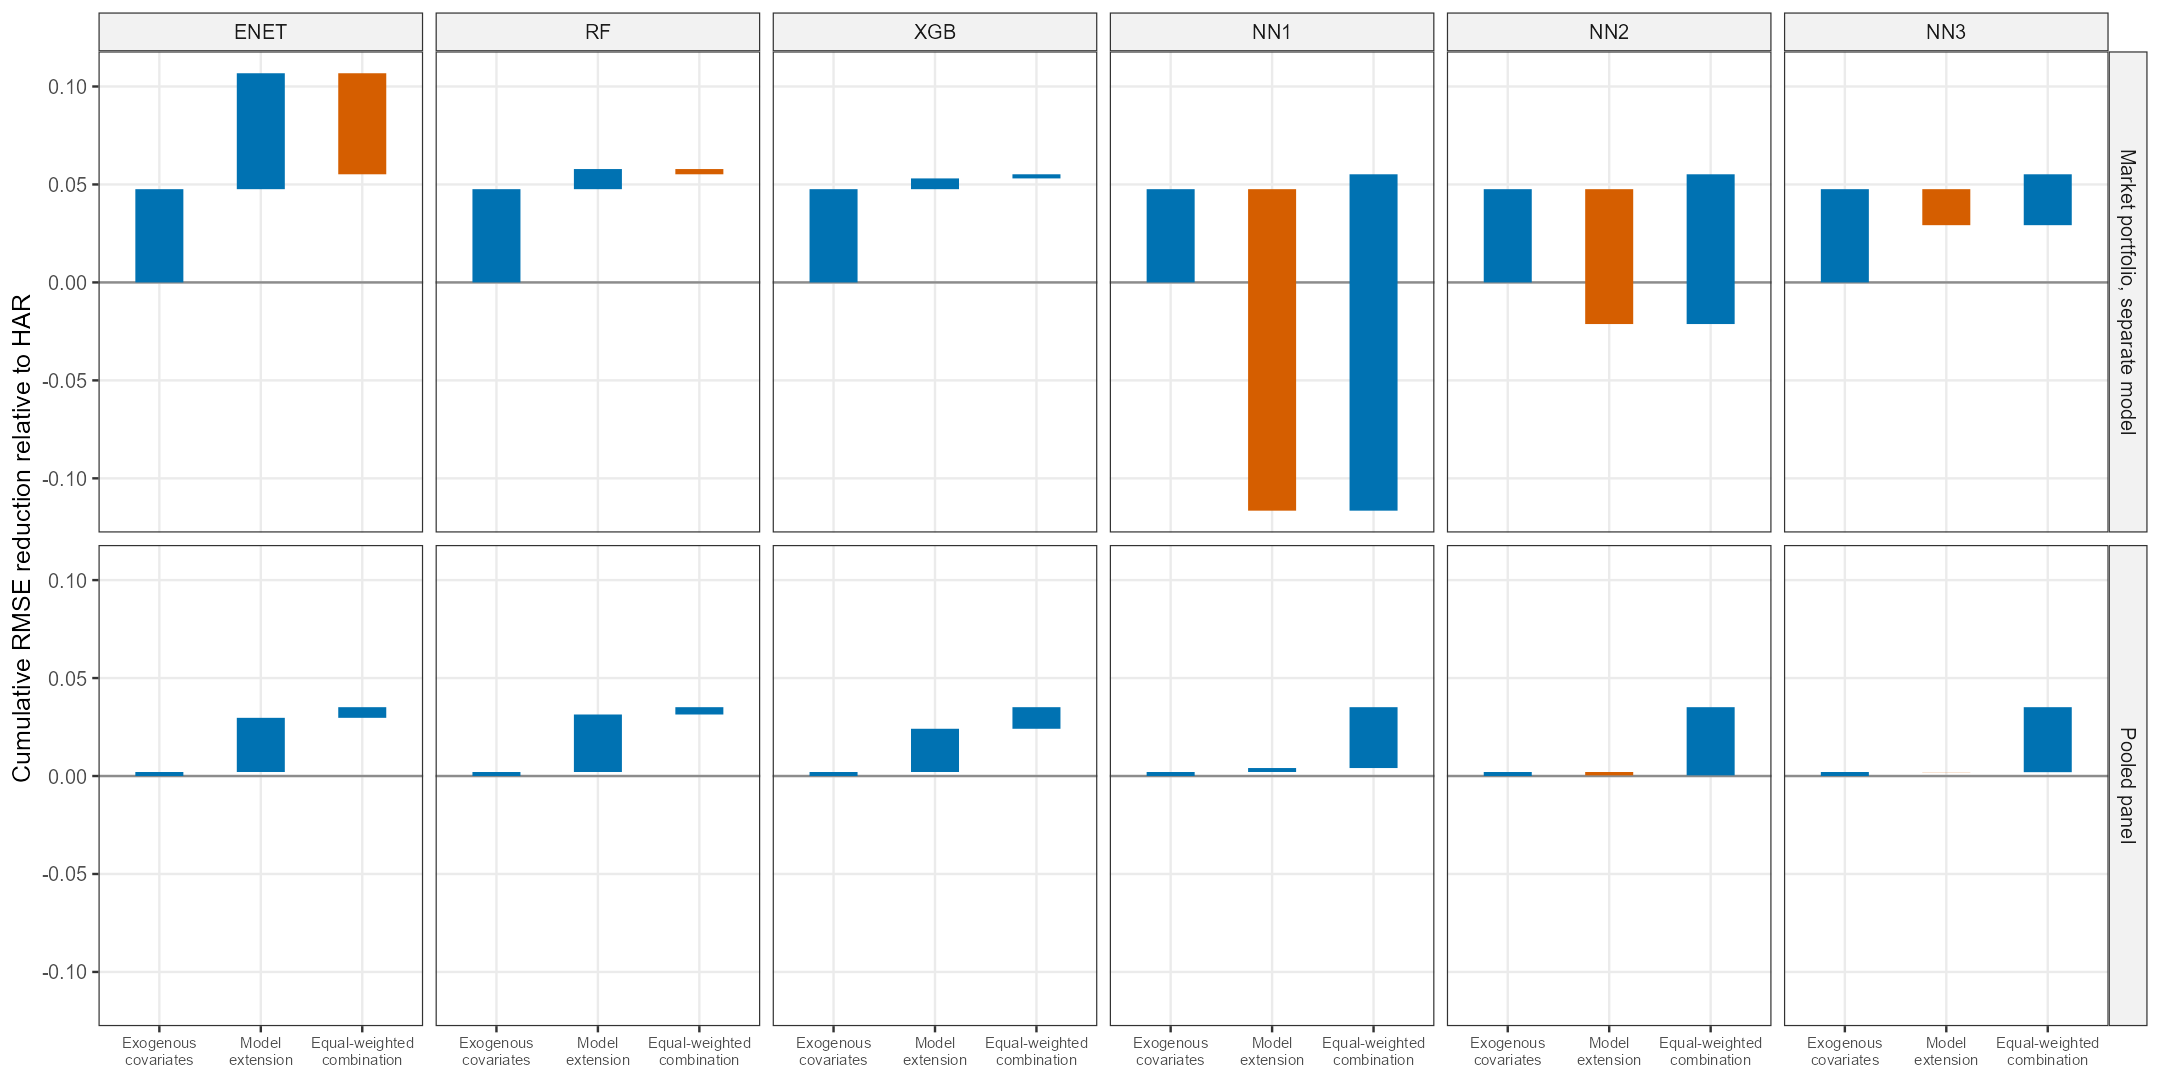 ENET
RF
XGB
NN1
NN2
NN3
Cumulative RMSE reduction relative to HAR
0.10
0.05
0.00
-0.05
-0.10
Market portfolio, separate model
0.10
0.05
0.00
-0.05
-0.10
Pooled panel
Exogenous
covariates
Model
extension
Equal-weighted
combination
Exogenous
covariates
Model
extension
Equal-weighted
combination
Exogenous
covariates
Model
extension
Equal-weighted
combination
Exogenous
covariates
Model
extension
Equal-weighted
combination
Exogenous
covariates
Model
extension
Equal-weighted
combination
Exogenous
covariates
Model
extension
Equal-weighted
combination